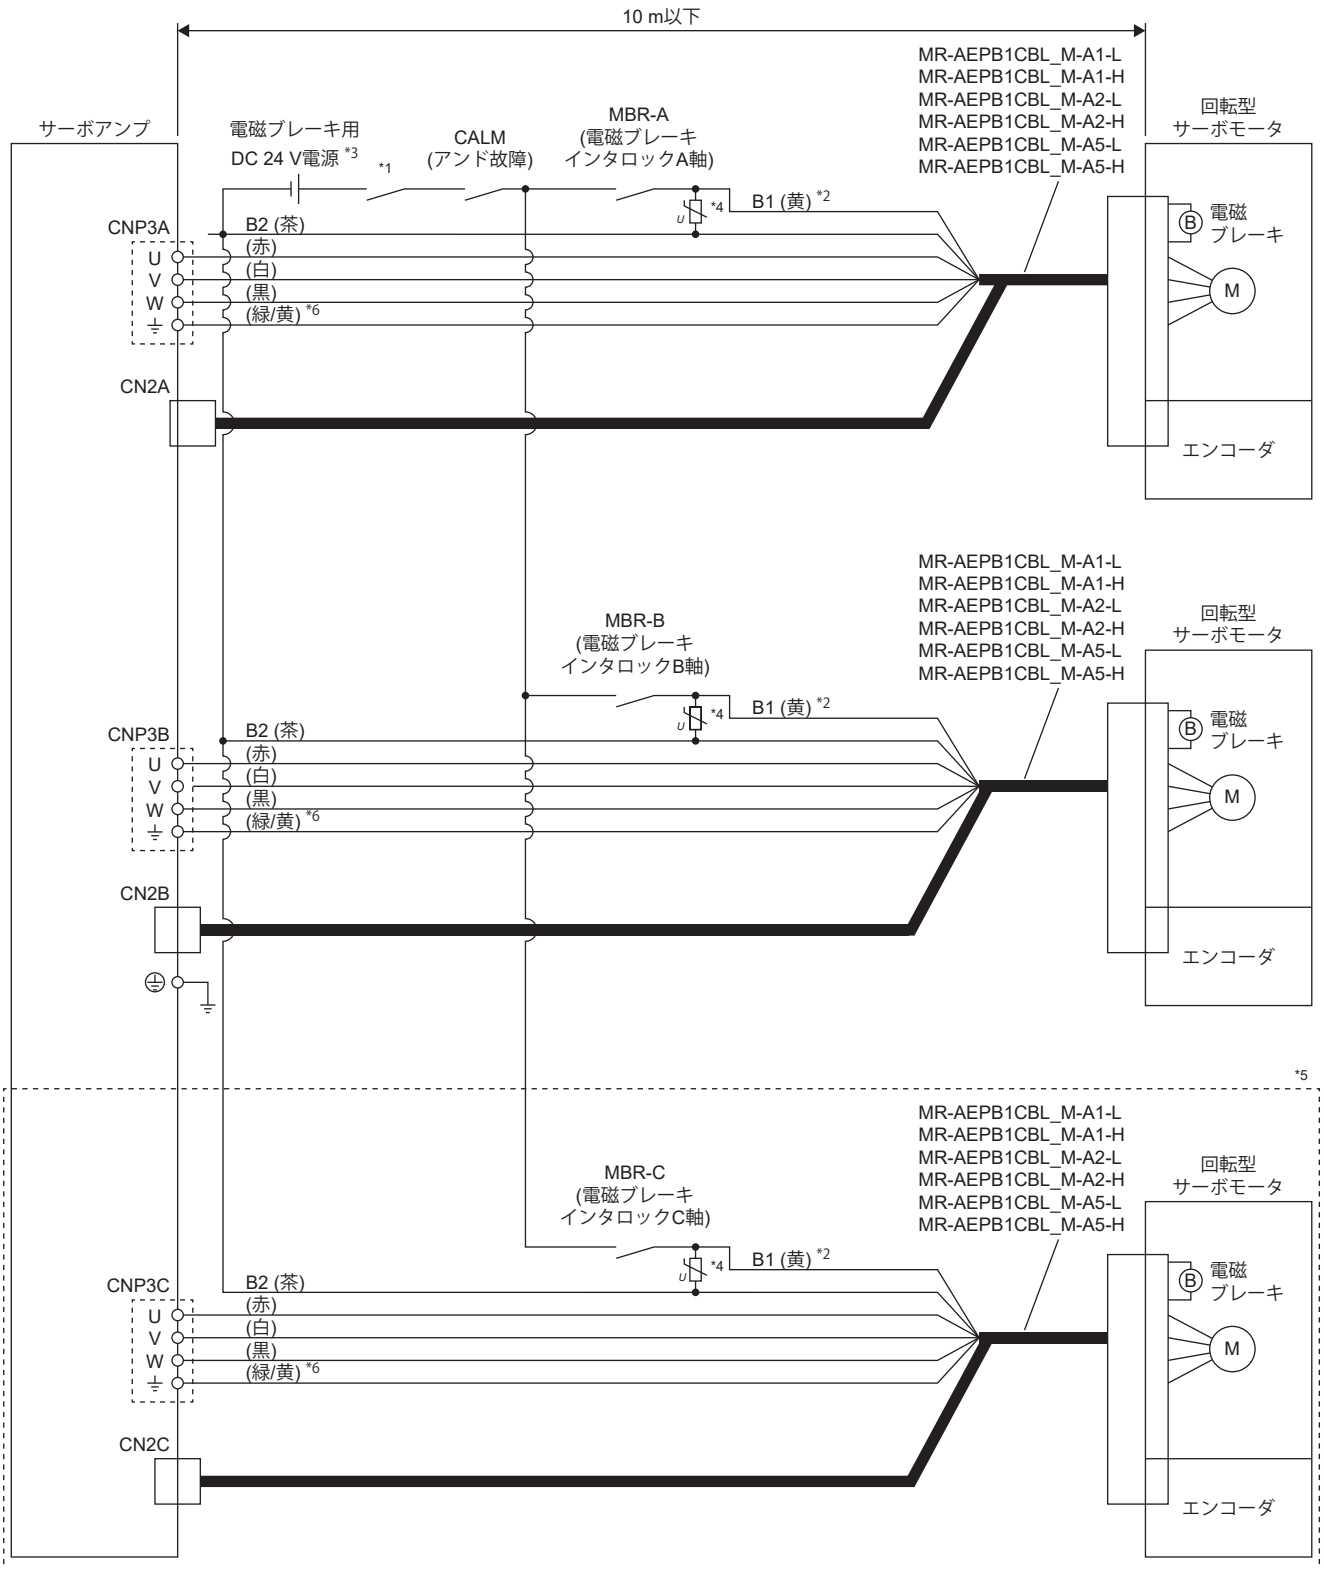 10 m以下
MR-AEPB1CBL_M-A1-L
MR-AEPB1CBL_M-A1-H
MR-AEPB1CBL_M-A2-L
MR-AEPB1CBL_M-A2-H
MR-AEPB1CBL_M-A5-L
MR-AEPB1CBL_M-A5-H
サーボアンプ
電磁ブレーキ用
DC 24 V電源 *3
*1
CALM
(アンド故障)
MBR-A
(電磁ブレーキ
インタロックA軸)
回転型
サーボモータ
U
*4
B1 (黄) *2
CNP3A
B2 (茶)
U
(赤)
V
(白)
W
(黒)
(緑/黄) *6
B
電磁
ブレーキ
M
CN2A
エンコーダ
MR-AEPB1CBL_M-A1-L
MR-AEPB1CBL_M-A1-H
MR-AEPB1CBL_M-A2-L
MR-AEPB1CBL_M-A2-H
MR-AEPB1CBL_M-A5-L
MR-AEPB1CBL_M-A5-H
MBR-B
(電磁ブレーキ
インタロックB軸)
回転型
サーボモータ
U
*4
B1 (黄) *2
CNP3B
B2 (茶)
U
(赤)
V
(白)
W
(黒)
(緑/黄) *6
B
電磁
ブレーキ
M
CN2B
エンコーダ
*5
MR-AEPB1CBL_M-A1-L
MR-AEPB1CBL_M-A1-H
MR-AEPB1CBL_M-A2-L
MR-AEPB1CBL_M-A2-H
MR-AEPB1CBL_M-A5-L
MR-AEPB1CBL_M-A5-H
MBR-C
(電磁ブレーキ
インタロックC軸)
回転型
サーボモータ
U
*4
B1 (黄) *2
CNP3C
B2 (茶)
U
(赤)
V
(白)
W
(黒)
(緑/黄) *6
B
電磁
ブレーキ
M
CN2C
エンコーダ